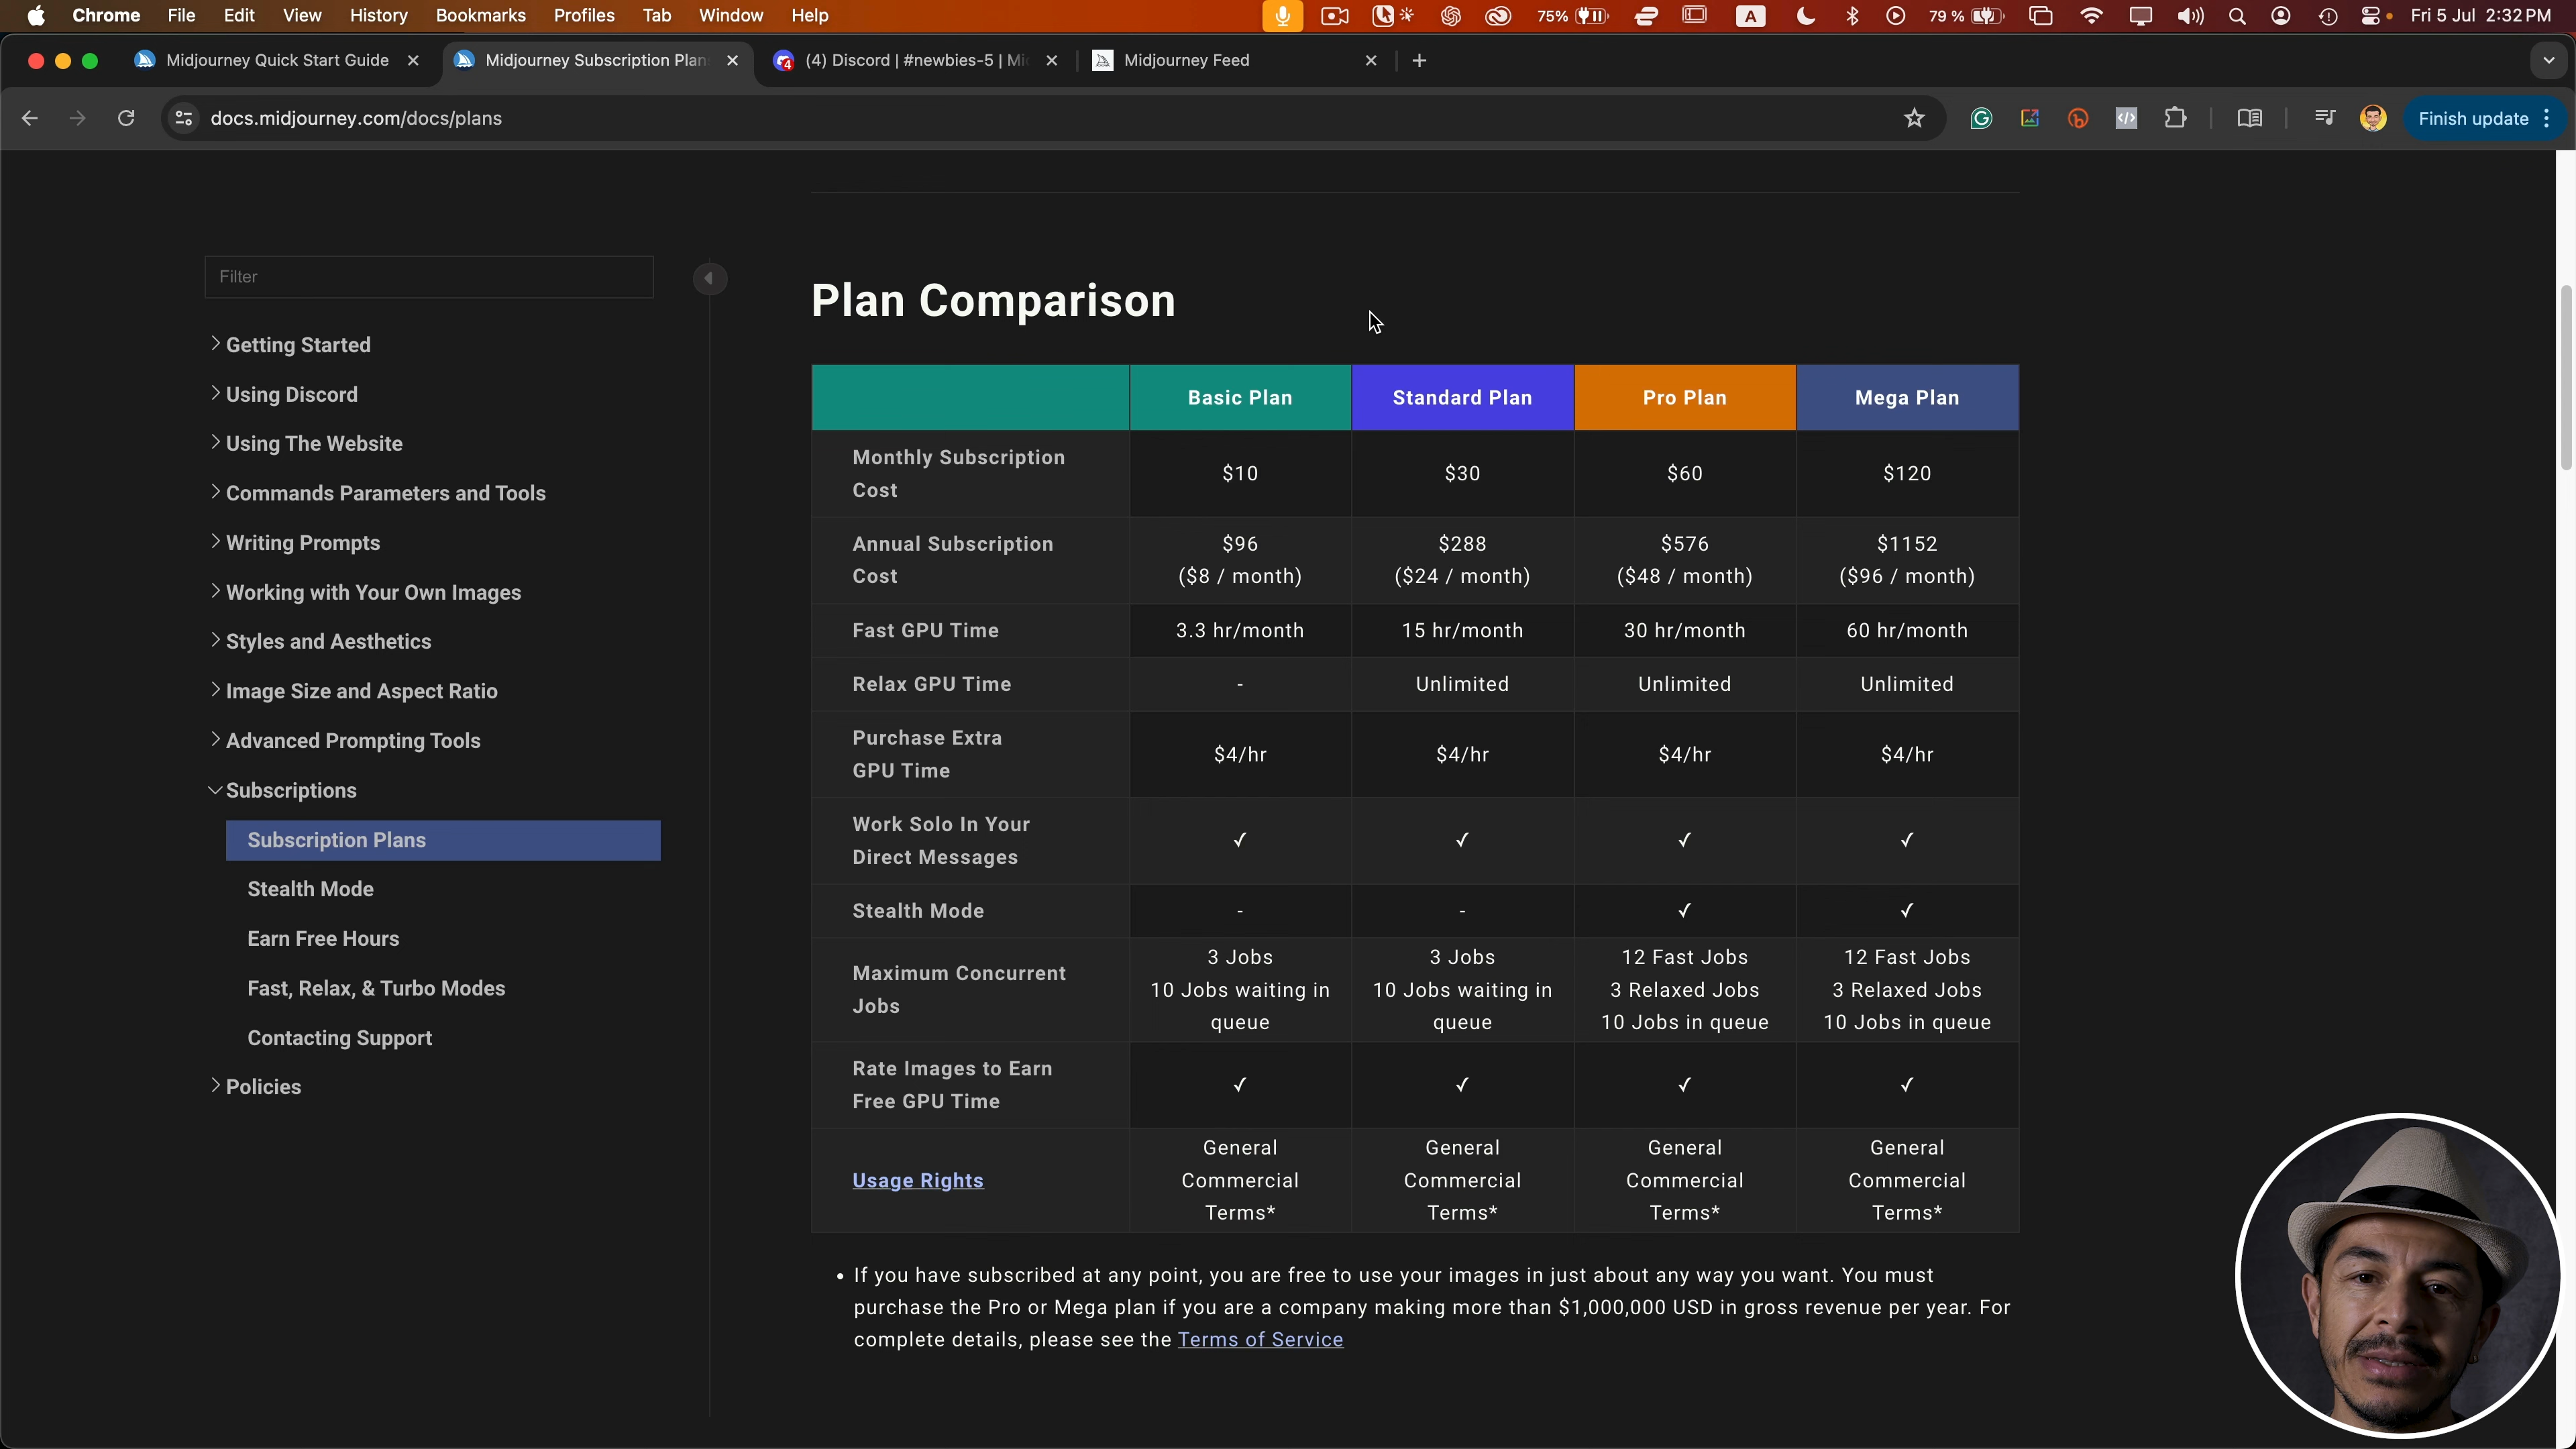 Chrome File Edit View History Bookmarks Profiles Tab Window Help 75% A 79 % Fri 5 Jul 2:32 PM
Midjourney Quick Start Guide Midjourney Subscription Plan (4) Discord | #newbies-5 | Mi Midjourney Feed
docs.midjourney.com/docs/plans Finish update
Filter
Getting Started
Using Discord
Using The Website
Commands Parameters and Tools
Writing Prompts
Working with Your Own Images
Styles and Aesthetics
Image Size and Aspect Ratio
Advanced Prompting Tools
Subscriptions
Subscription Plans
Stealth Mode
Earn Free Hours
Fast, Relax, & Turbo Modes
Contacting Support
Policies
Plan Comparison
Basic Plan Standard Plan Pro Plan Mega Plan
Monthly Subscription
Cost
$10 $30 $60 $120
Annual Subscription
Cost
$96 $288 $576 $1152
($8 / month) ($24 / month) ($48 / month) ($96 / month)
Fast GPU Time 3.3 hr/month 15 hr/month 30 hr/month 60 hr/month
Relax GPU Time - Unlimited Unlimited Unlimited
Purchase Extra
GPU Time
$4/hr $4/hr $4/hr $4/hr
Work Solo In Your
Direct Messages
✓ ✓ ✓ ✓
Stealth Mode - - ✓ ✓
Maximum Concurrent
Jobs
3 Jobs 3 Jobs 12 Fast Jobs 12 Fast Jobs
10 Jobs waiting in 10 Jobs waiting in 3 Relaxed Jobs 3 Relaxed Jobs
queue queue 10 Jobs in queue 10 Jobs in queue
Rate Images to Earn
Free GPU Time
✓ ✓ ✓ ✓
Usage Rights
General General General General
Commercial Commercial Commercial Commercial
Terms* Terms* Terms* Terms*
• If you have subscribed at any point, you are free to use your images in just about any way you want. You must
purchase the Pro or Mega plan if you are a company making more than $1,000,000 USD in gross revenue per year. For
complete details, please see the Terms of Service